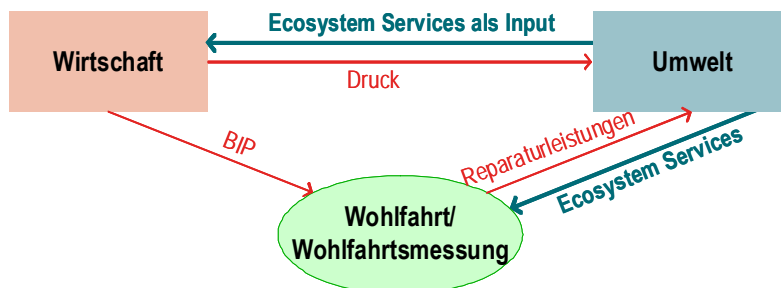 Ecosystem Services als Input
Wirtschaft
Umwelt
Druck
BIP
Reparaturleistungen
Ecosystem Services
Wohlfahrt/
Wohlfahrtsmessung